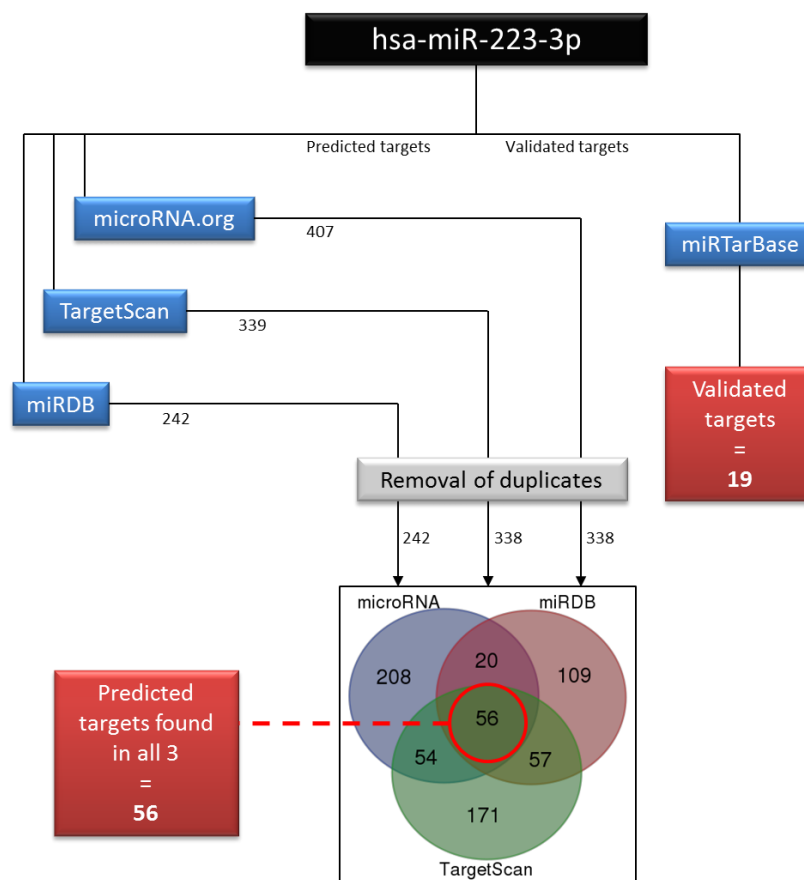 hsa-miR-223-3p
Predicted targets
Validated targets
microRNA.org
407
miRTarBase
TargetScan
339
miRDB
242
Validated
targets
=
19
Removal of duplicates
242
338
338
microRNA
miRDB
208
20
109
56
54
57
171
TargetScan
Predicted
targets found
in all 3
=
56